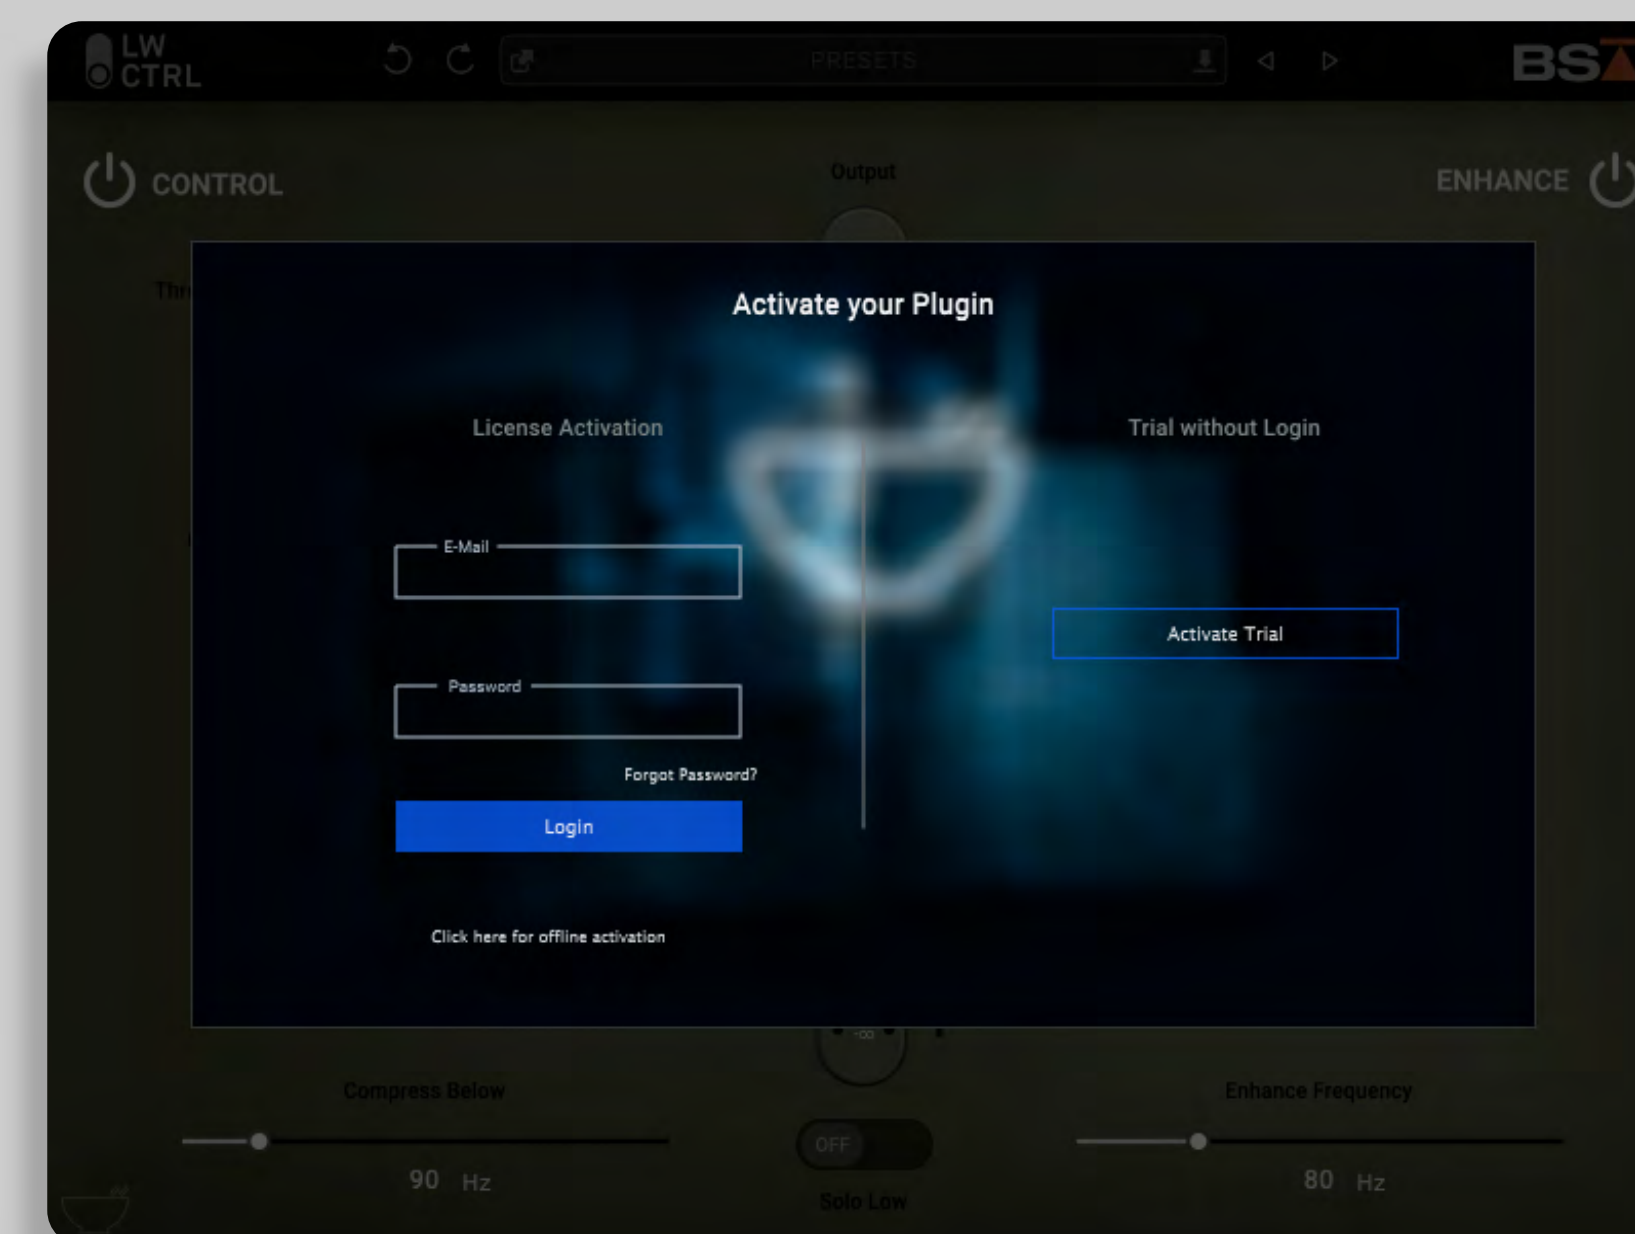 LW
CTRL
PRESETS
BSA
CONTROL
Output
ENHANCE
Activate your Plugin
License Activation
Trial without Login
E-Mail
Activate Trial
Password
Forgot Password?
Login
Click here for offline activation
-∞
Compress Below
Enhance Frequency
OFF
90 Hz
80 Hz
Solo Low